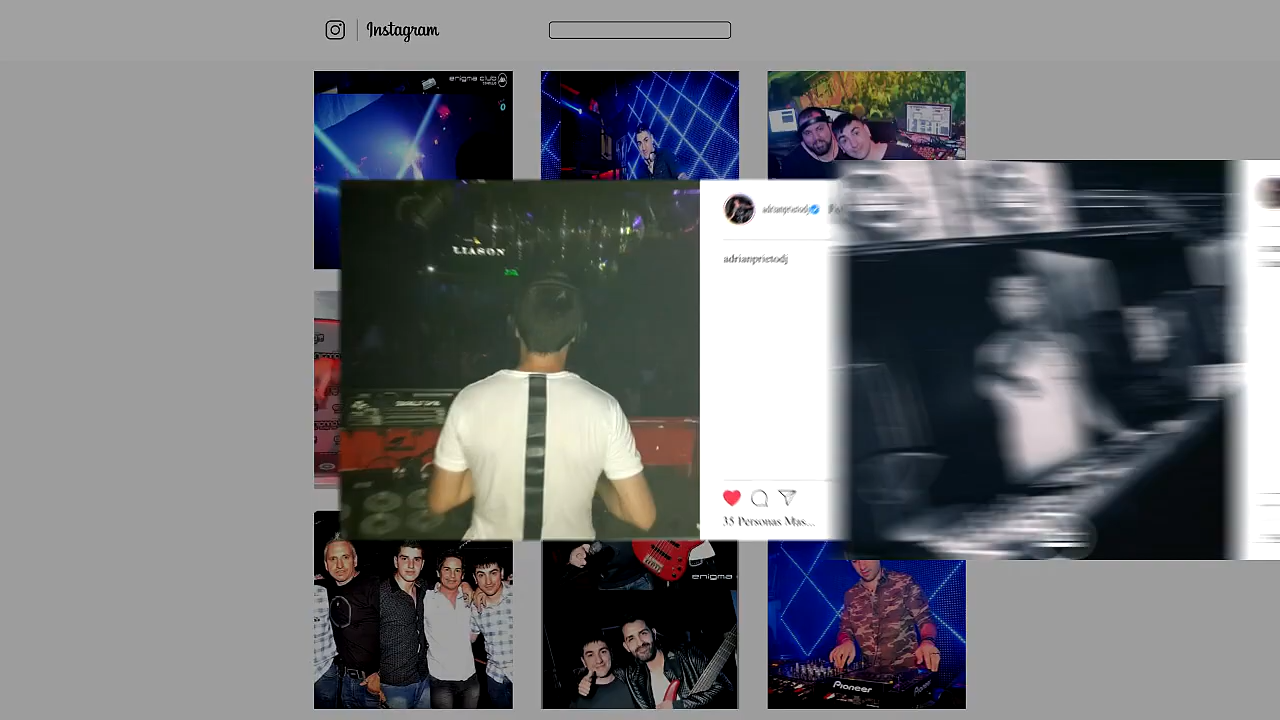 Instagram
enigma club
LIASON
adrianprietodj
adrianprietodj
35 Personas Mas...
enigma
Pioneer